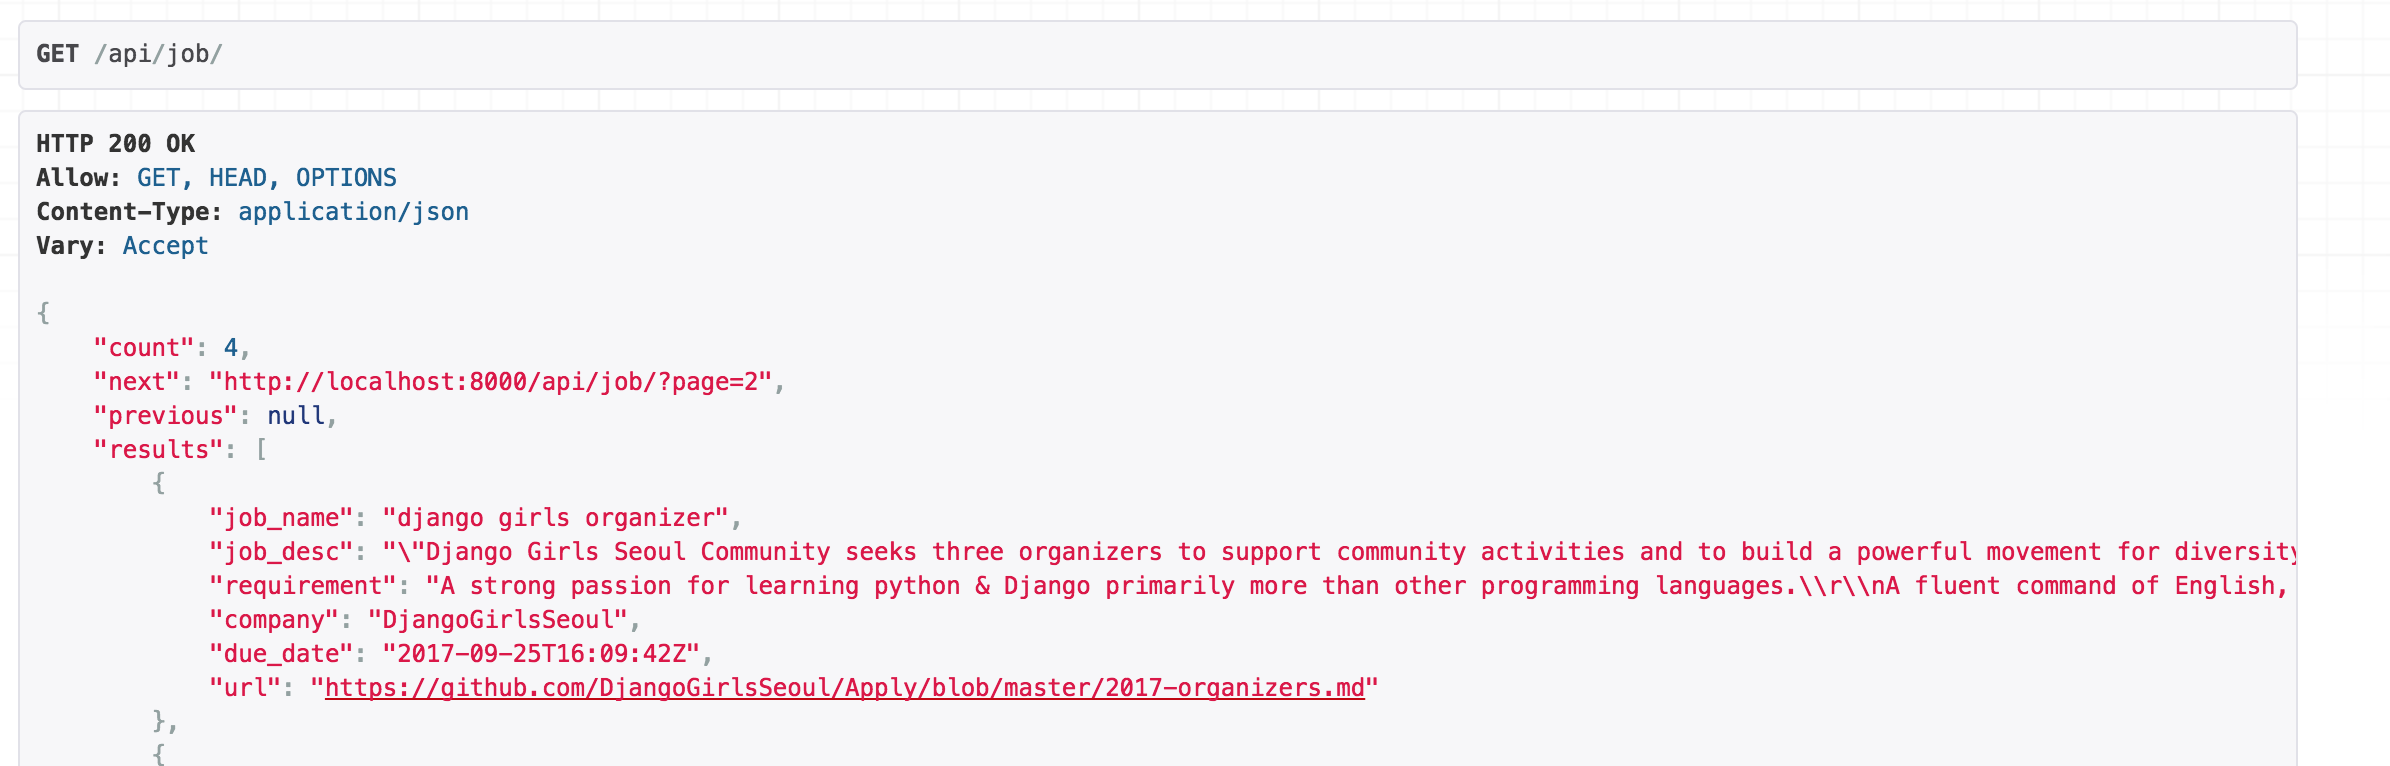 GET /api/job/
HTTP 200 OK
Allow: GET, HEAD, OPTIONS
Content-Type: application/json
Vary: Accept
{
"count": 4,
"next": "http://localhost:8000/api/job/?page=2",
"previous": null,
"results": [
{
"job_name": "django girls organizer",
"job_desc": "\"Django Girls Seoul Community seeks three organizers to support community activities and to build a powerful movement for diversity
"requirement": "A strong passion for learning python & Django primarily more than other programming languages.\\r\\nA fluent command of English,
"company": "DjangoGirlsSeoul",
"due_date": "2017-09-25T16:09:42Z",
"url": "https://github.com/DjangoGirlsSeoul/Apply/blob/master/2017-organizers.md"
},
{